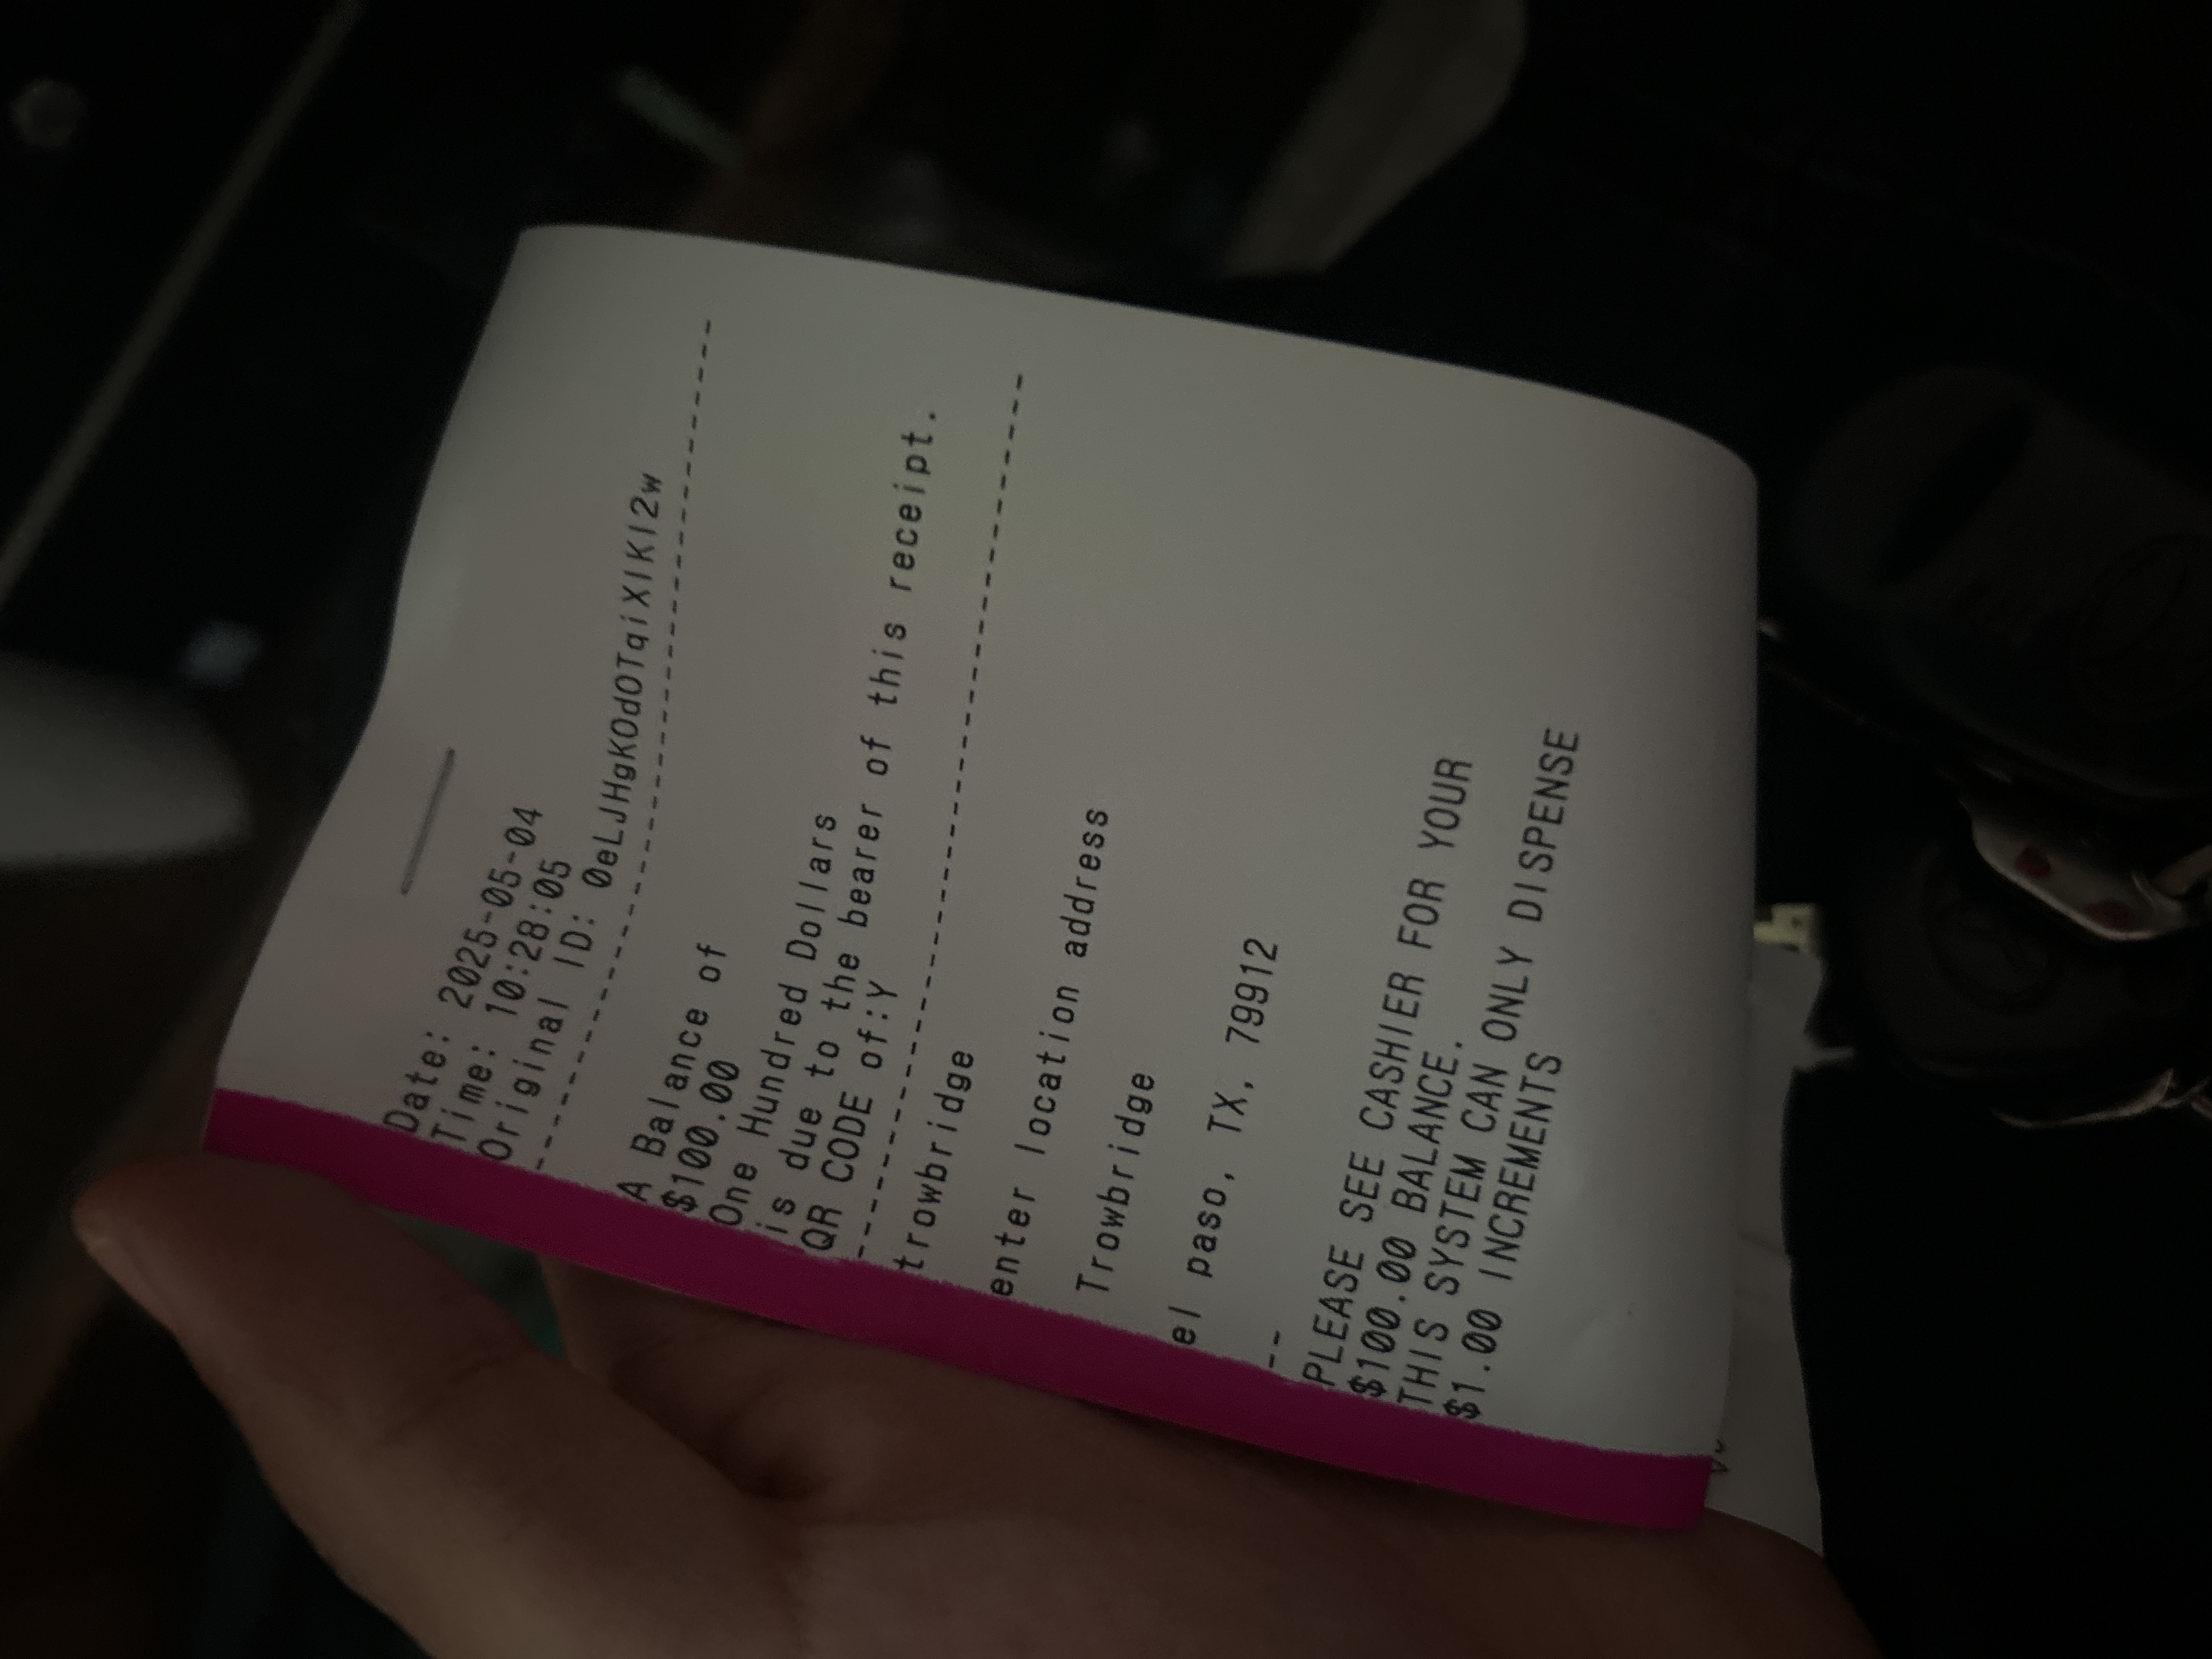 Date: 2025-05-04
Time: 10:28:05
Original ID: 0eLJHgKOdOTqiXlKl2w
--------------------------------
A Balance of
$100.00
One Hundred Dollars
is due to the bearer of this receipt.
QR CODE of:Y
--------------------------------
trowbridge
enter location address
Trowbridge
el paso, TX, 79912
--
PLEASE SEE CASHIER FOR YOUR
$100.00 BALANCE.
THIS SYSTEM CAN ONLY DISPENSE
$1.00 INCREMENTS